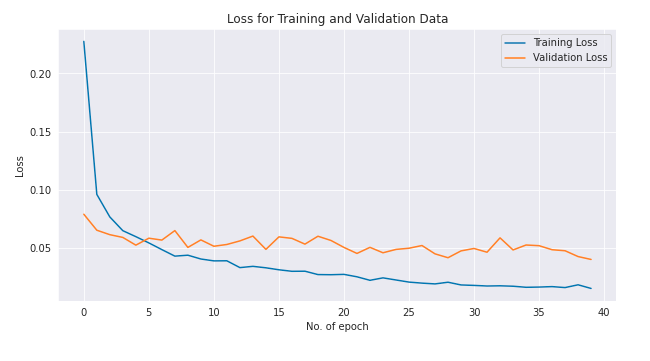 Loss for Training and Validation Data
Training Loss
Validation Loss
0.20
0.15
0.10
0.05
Loss
0 5 10 15 20 25 30 35 40
No. of epoch